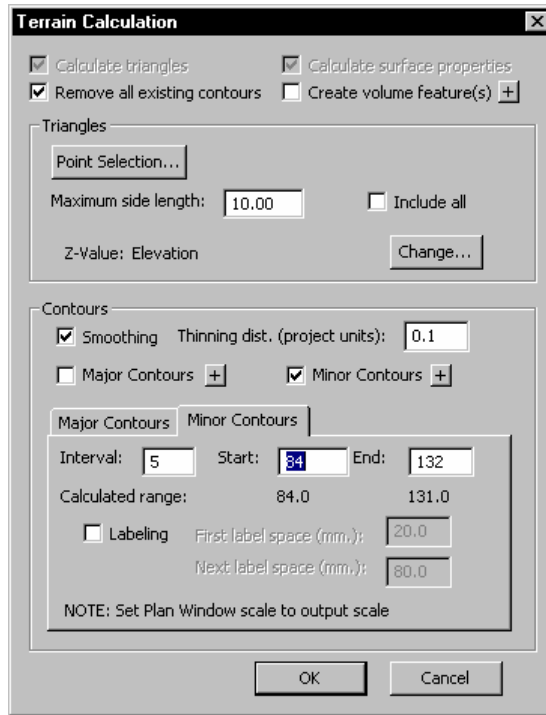 Terrain Calculation
Calculate triangles Calculate surface properties
Remove all existing contours Create volume feature(s) +
Triangles
Point Selection...
Maximum side length: 10.00 Include all
Z-Value: Elevation Change...
Contours
Smoothing Thinning dist. (project units): 0.1
Major Contours + Minor Contours +
Major Contours Minor Contours
Interval: 5 Start: 84 End: 132
Calculated range: 84.0 131.0
Labeling First label space (mm.): 20.0
Next label space (mm.): 80.0
NOTE: Set Plan Window scale to output scale
OK Cancel